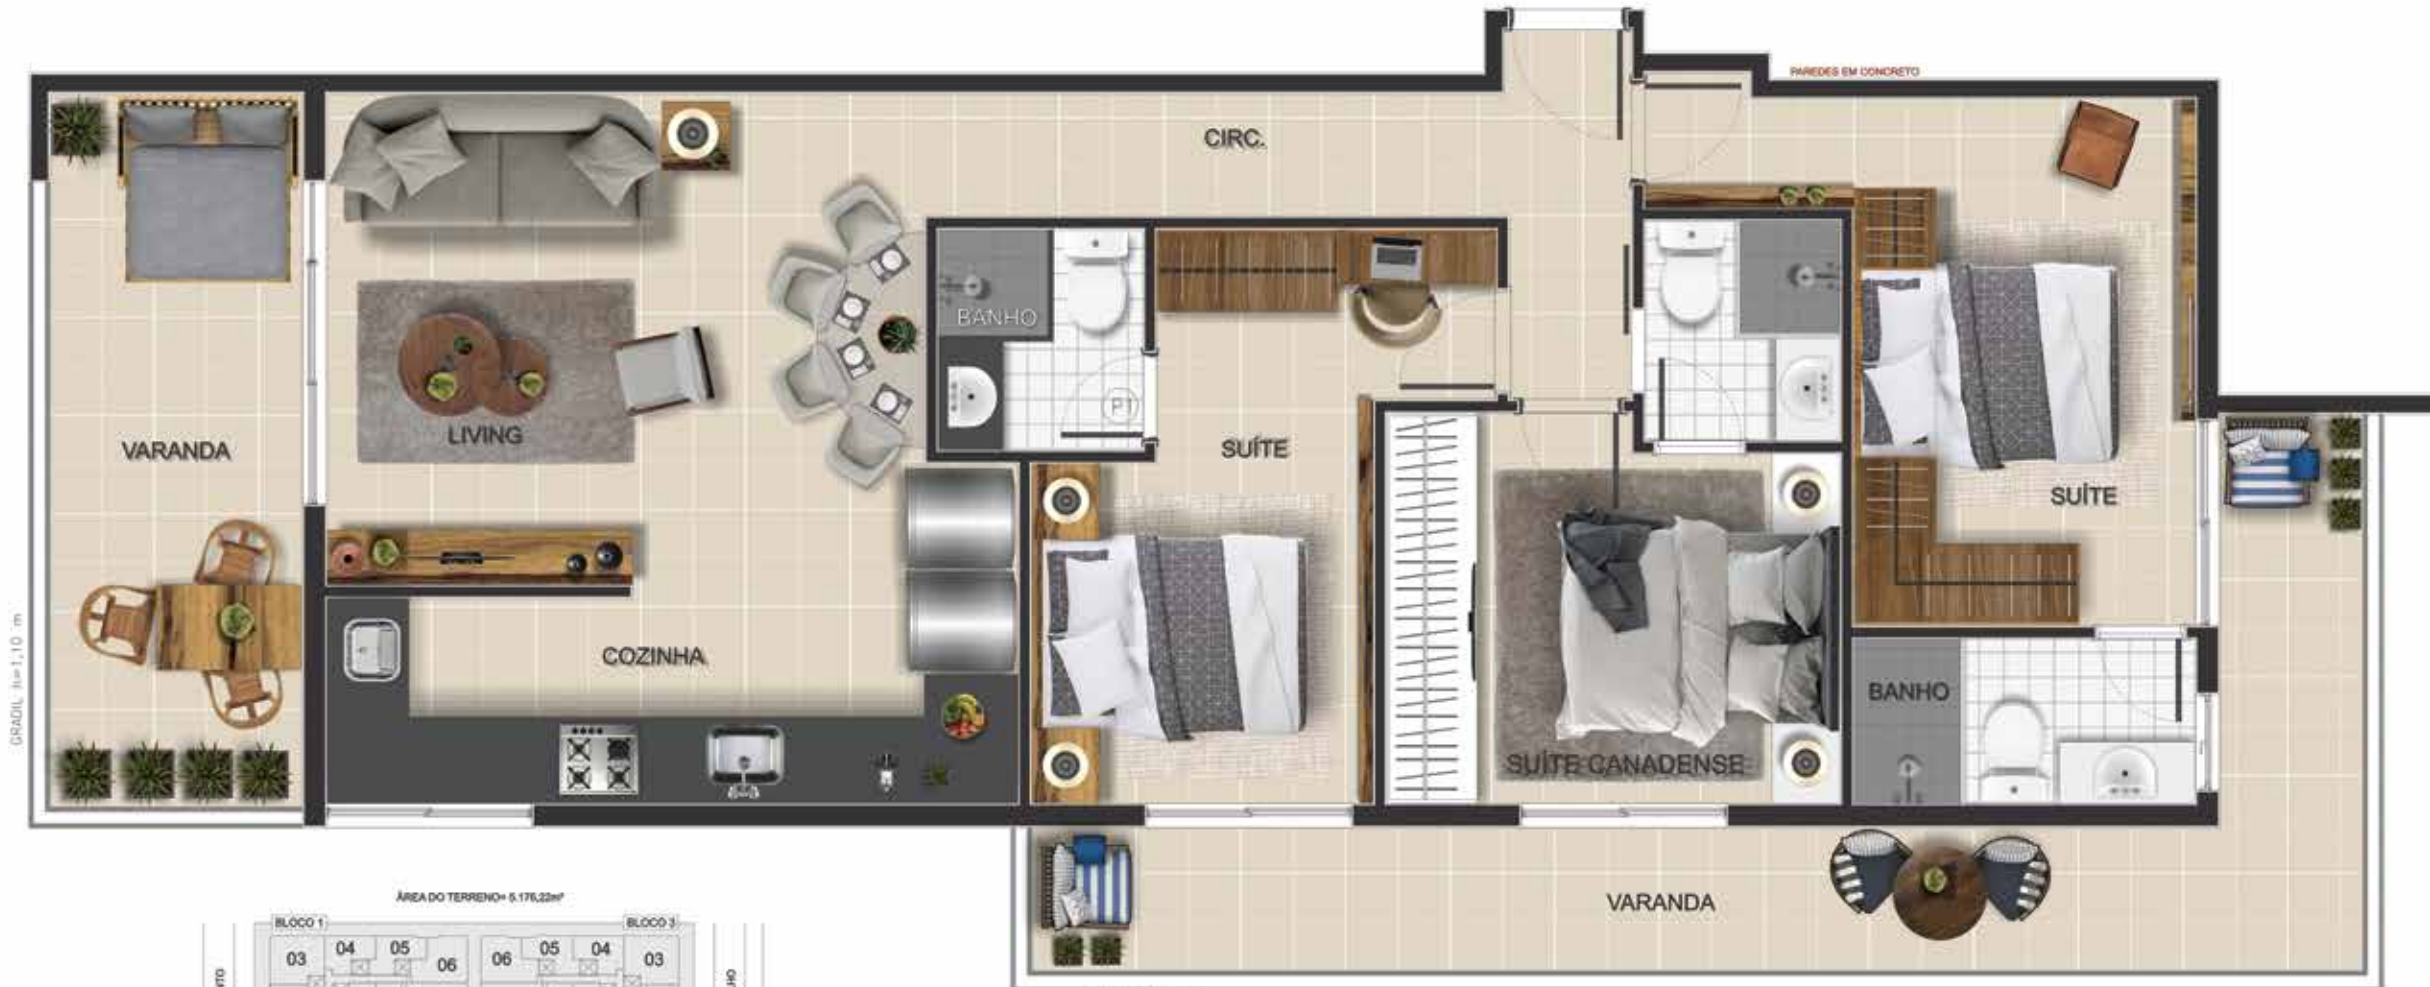 PAREDES EM CONCRETO
CIRC.
BANHO
P1
LIVING
VARANDA
SUÍTE
SUÍTE
COZINHA
BANHO
SUÍTE CANADENSE
GRADIL h=1,10 m
VARANDA
ÁREA DO TERRENO= 5.176,22m²
BLOCO 1
BLOCO 3
03 04 05 06 06 05 04 03